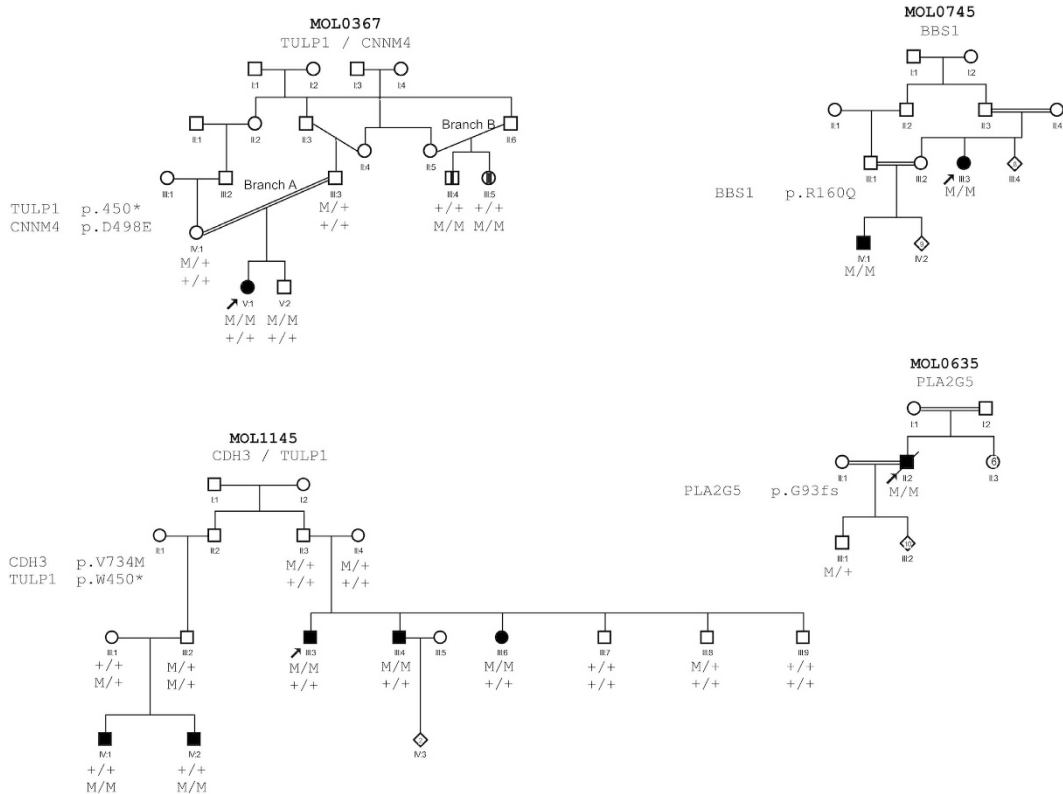 MOL0367
TULP1 / CNNM4
I:1 I:2 I:3 I:4
Branch B
II:1 II:2 II:3 II:4 II:5 II:6
Branch A
III:1 III:2 III:3 III:4 III:5
TULP1 p.450*
CNNM4 p.D498E
M/+ +/+ +/+
+/+ M/M M/M
IV:1
M/+
+/+
V:1 V:2
M/M M/M
+/+ +/+
MOL0745
BBS1
I:1 I:2
II:1 II:2 II:3 II:4
6
III:1 III:2 III:3 III:4
BBS1 p.R160Q
M/M
9
IV:1 IV:2
M/M
MOL1145
CDH3 / TULP1
I:1 I:2
II:1 II:2 II:3 II:4
CDH3 p.V734M
TULP1 p.W450*
M/+ M/+
+/+ +/+
III:1 III:2 III:3 III:4 III:5 III:6 III:7 III:8 III:9
+/+ M/+ M/M M/M M/M +/+ M/+ +/+
M/+ M/+ +/+ +/+ +/+ +/+ +/+ +/+
2
IV:1 IV:2 IV:3
+/+ +/+
M/M M/M
MOL0635
PLA2G5
I:1 I:2
6
II:1 II:2 II:3
PLA2G5 p.G93fs
M/M
10
III:1 III:2
M/+